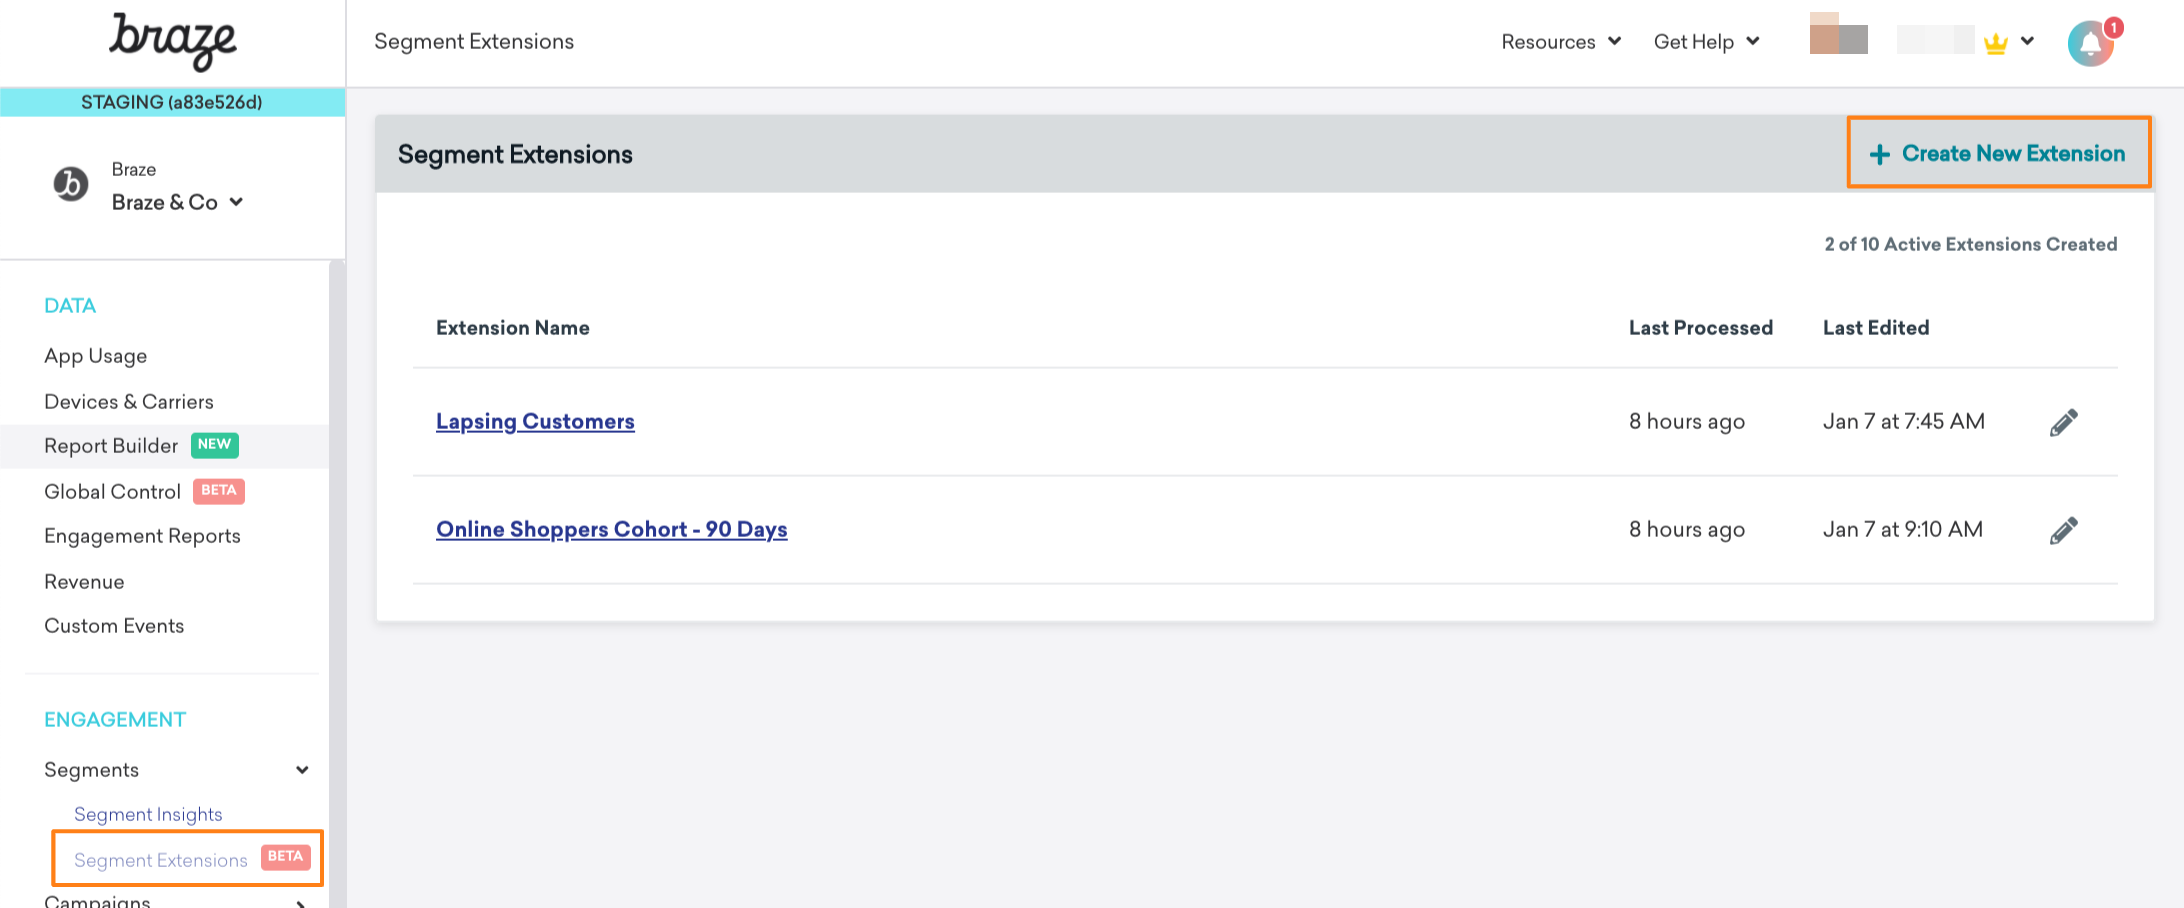 braze
Segment Extensions
Resources
Get Help
1
STAGING (a83e526d)
Braze
Braze & Co
DATA
App Usage
Devices & Carriers
Report Builder NEW
Global Control BETA
Engagement Reports
Revenue
Custom Events
ENGAGEMENT
Segments
Segment Insights
Segment Extensions BETA
Campaigns
Segment Extensions
+ Create New Extension
2 of 10 Active Extensions Created
Extension Name Last Processed Last Edited
Lapsing Customers 8 hours ago Jan 7 at 7:45 AM
Online Shoppers Cohort - 90 Days 8 hours ago Jan 7 at 9:10 AM